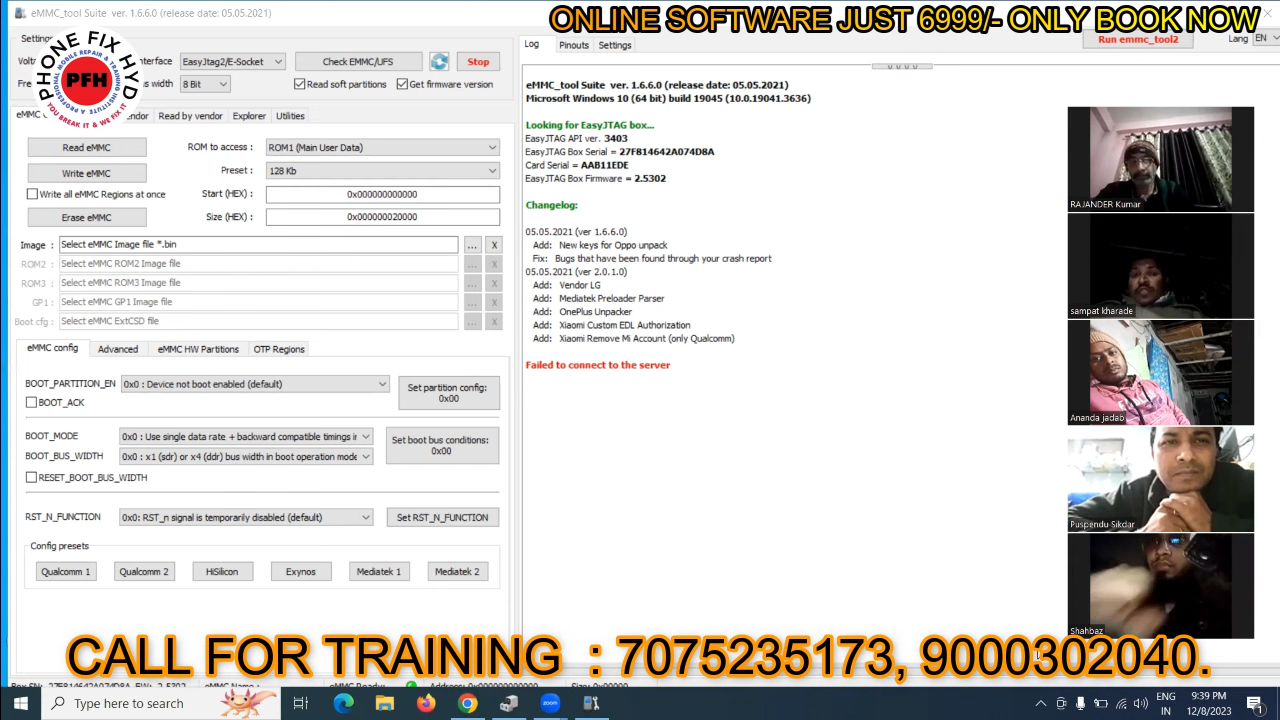 eMMC_tool Suite ver. 1.6.6.0 (release date: 05.05.2021)
ONLINE SOFTWARE JUST 6999/- ONLY BOOK NOW
Run emmc_tool2
Lang EN
PHONE FIX HYD
PFH
A PROFESSIONAL MOBILE REPAIR & TRAINING INSTITUTE
YOU BREAK IT & WE FIX IT
EasyJtag2/E-Socket
Check EMMC/UFS
Stop
8 Bit
Read soft partitions
Get firmware version
Read by vendor
Explorer
Utilities
Read eMMC
ROM to access :
ROM1 (Main User Data)
Write eMMC
Preset :
128 Kb
Write all eMMC Regions at once
Start (HEX) :
0x000000000000
Erase eMMC
Size (HEX) :
0x000000020000
Image :
Select eMMC Image file *.bin
...
X
ROM2 :
Select eMMC ROM2 Image file
...
X
ROM3 :
Select eMMC ROM3 Image file
...
X
GP1 :
Select eMMC GP1 Image file
...
X
Boot cfg :
Select eMMC ExtCSD file
...
X
eMMC config
Advanced
eMMC HW Partitions
OTP Regions
BOOT_PARTITION_EN
0x0 : Device not boot enabled (default)
Set partition config:
0x00
BOOT_ACK
BOOT_MODE
0x0 : Use single data rate + backward compatible timings ir
Set boot bus conditions:
0x00
BOOT_BUS_WIDTH
0x0 : x1 (sdr) or x4 (ddr) bus width in boot operation mode
RESET_BOOT_BUS_WIDTH
RST_N_FUNCTION
0x0: RST_n signal is temporarily disabled (default)
Set RST_N_FUNCTION
Config presets
Qualcomm 1
Qualcomm 2
HiSilicon
Exynos
Mediatek 1
Mediatek 2
Log
Pinouts
Settings
eMMC_Tool Suite ver. 1.6.6.0 (release date: 05.05.2021)
Microsoft Windows 10 (64 bit) build 19045 (10.0.19041.3636)
Looking for EasyJTAG box...
EasyJTAG API ver. 3403
EasyJTAG Box Serial = 27F814642A074D8A
Card Serial = AAB11EDE
EasyJTAG Box Firmware = 2.5302
Changelog:
05.05.2021 (ver 1.6.6.0)
Add: New keys for Oppo unpack
Fix: Bugs that have been found through your crash report
05.05.2021 (ver 2.0.1.0)
Add: Vendor LG
Add: Mediatek Preloader Parser
Add: OnePlus Unpacker
Add: Xiaomi Custom EDL Authorization
Add: Xiaomi Remove Mi Account (only Qualcomm)
Failed to connect to the server
RAJANDER Kumar
sampat kharade
Ananda jadab
Puspendu Sikdar
Shahbaz
CALL FOR TRAINING : 7075235173, 9000302040.
Type here to search
zoom
ENG
IN
9:39 PM
12/8/2023
1